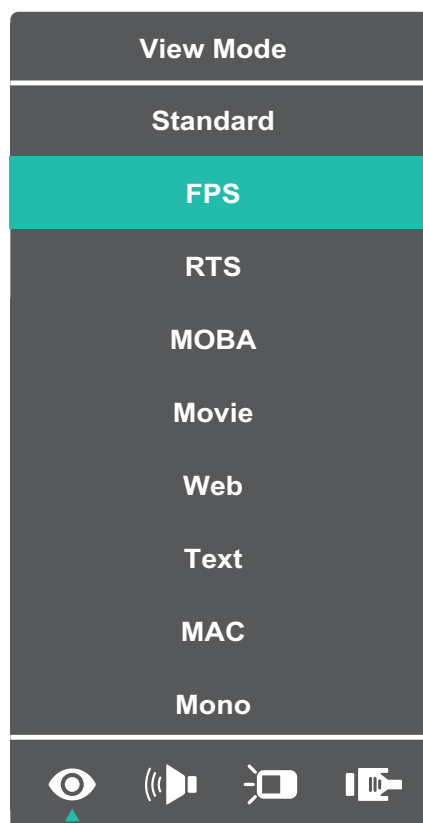 View Mode
Standard
FPS
RTS
MOBA
Movie
Web
Text
MAC
Mono